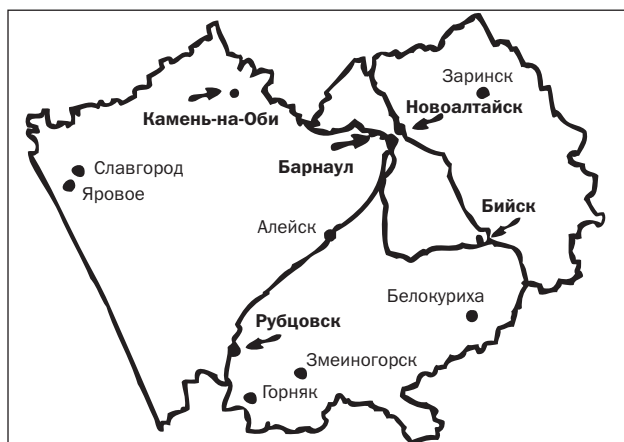 Заринск
Новоалтайск
Камень-на-Оби
Барнаул
Славгород
Яровое
Бийск
Алейск
Белокуриха
Рубцовск
Змеиногорск
Горняк